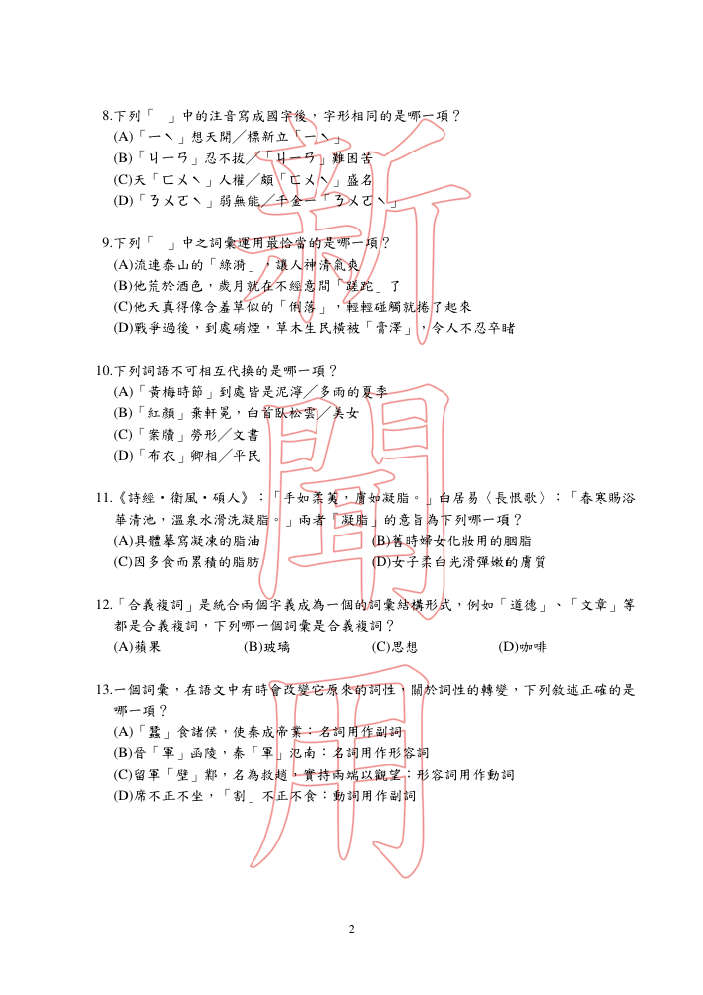 8.下列「　」中的注音寫成國字後，字形相同的是哪一項？
(A)「ㄧˋ」想天開╱標新立「ㄧˋ」
(B)「ㄐㄧㄢ」忍不拔╱「ㄐㄧㄢ」難困苦
(C)天「ㄈㄨˋ」人權╱頗「ㄈㄨˋ」盛名
(D)「ㄋㄨㄛˋ」弱無能╱千金一「ㄋㄨㄛˋ」
9.下列「　」中之詞彙運用最恰當的是哪一項？
(A)流連泰山的「綠漪」，讓人神清氣爽
(B)他荒於酒色，歲月就在不經意間「蹉跎」了
(C)他天真得像含羞草似的「俐落」，輕輕碰觸就捲了起來
(D)戰爭過後，到處硝煙，草木生民橫被「膏澤」，令人不忍卒睹
10.下列詞語不可相互代換的是哪一項？
(A)「黃梅時節」到處皆是泥濘╱多雨的夏季
(B)「紅顏」棄軒冕，白首臥松雲╱美女
(C)「案牘」勞形╱文書
(D)「布衣」卿相╱平民
11.《詩經‧衛風‧碩人》：「手如柔荑，膚如凝脂。」白居易〈長恨歌〉：「春寒賜浴
華清池，溫泉水滑洗凝脂。」兩者「凝脂」的意旨為下列哪一項？
(A)具體摹寫凝凍的脂油 (B)舊時婦女化妝用的胭脂
(C)因多食而累積的脂肪 (D)女子柔白光滑彈嫩的膚質
12.「合義複詞」是統合兩個字義成為一個的詞彙結構形式，例如「道德」、「文章」等
都是合義複詞，下列哪一個詞彙是合義複詞？
(A)蘋果 (B)玻璃 (C)思想 (D)咖啡
13.一個詞彙，在語文中有時會改變它原來的詞性，關於詞性的轉變，下列敘述正確的是
哪一項？
(A)「蠶」食諸侯，使秦成帝業：名詞用作副詞
(B)晉「軍」函陵，秦「軍」氾南：名詞用作形容詞
(C)留軍「壁」鄴，名為救趙，實持兩端以觀望：形容詞用作動詞
(D)席不正不坐，「割」不正不食：動詞用作副詞
新聞用
2